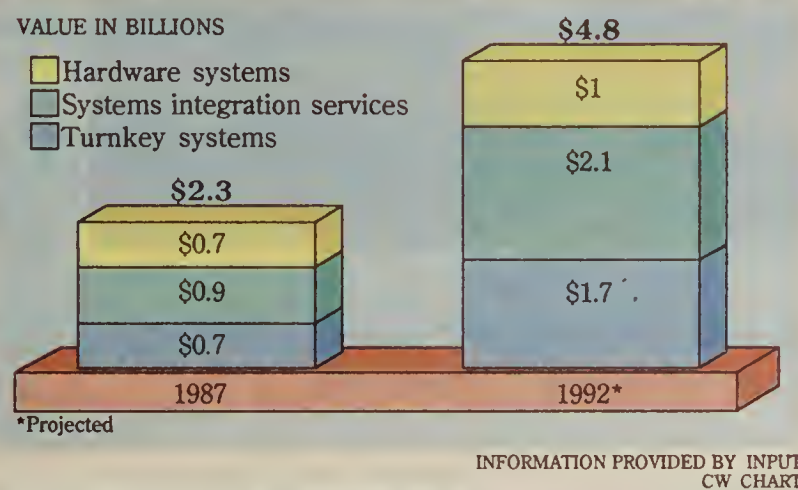 VALUE IN BILLIONS
Hardware systems
Systems integration services
Turnkey systems
$2.3
$0.7
$0.9
$0.7
1987
$4.8
$1
$2.1
$1.7
1992*
*Projected
INFORMATION PROVIDED BY INPUT
CW CHART